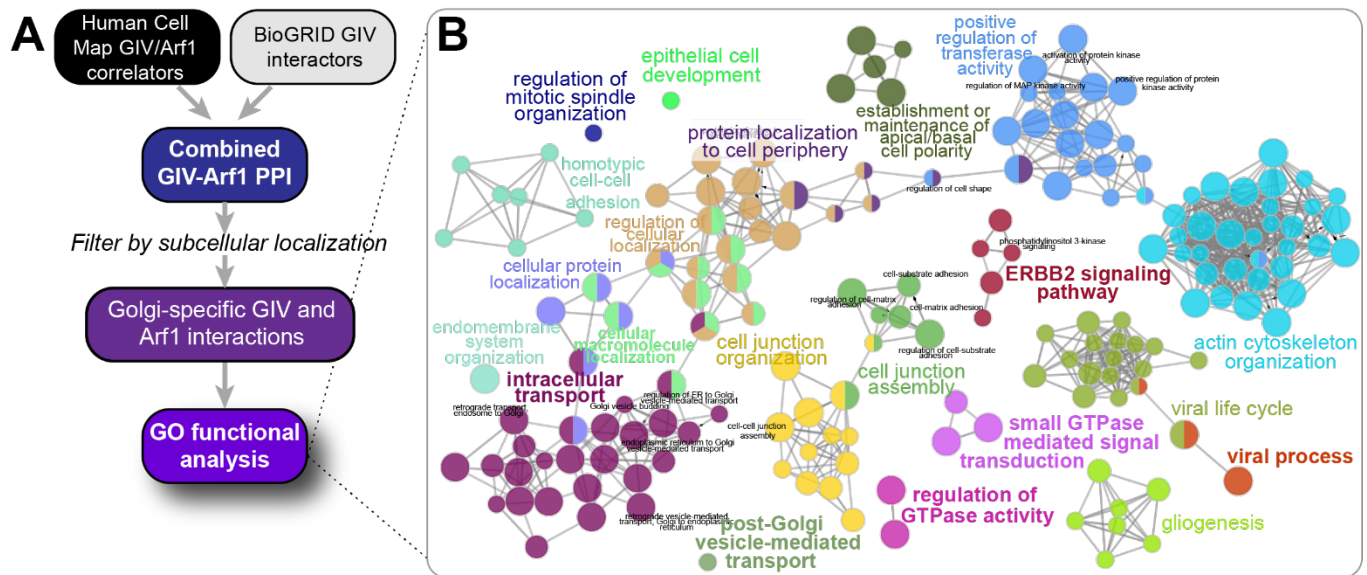 A
Human Cell
Map GIV/Arf1
correlators
BioGRID GIV
interactors
Combined
GIV-Arf1 PPI
Filter by subcellular localization
Golgi-specific GIV and
Arf1 interactions
GO functional
analysis
B
regulation of
mitotic spindle
organization
epithelial cell
development
homotypic
cell-cell
adhesion
protein localization
to cell periphery
establishment or
maintenance of
apical/basal
cell polarity
positive
regulation of
transferase
activity
activation of protein kinase
activity
regulation of MAP kinase activity
positive regulation of protein
kinase activity
regulation of cell shape
regulation of
cellular
localization
cellular protein
localization
endomembrane
system
organization
cellular
macromolecule
localization
intracellular
transport
retrograde transport,
endosome to Golgi
Golgi vesicle budding
regulation of ER to Golgi
vesicle-mediated transport
endoplasmic reticulum to Golgi
vesicle-mediated transport
retrograde vesicle-mediated
transport, Golgi to endoplasmic
reticulum
cell junction
organization
cell-cell junction
assembly
cell-substrate adhesion
regulation of cell-matrix
adhesion
cell-matrix adhesion
regulation of cell-substrate
adhesion
cell junction
assembly
phosphatidylinositol 3-kinase
signaling
ERBB2 signaling
pathway
actin cytoskeleton
organization
viral life cycle
viral process
small GTPase
mediated signal
transduction
regulation of
GTPase activity
post-Golgi
vesicle-mediated
transport
gliogenesis